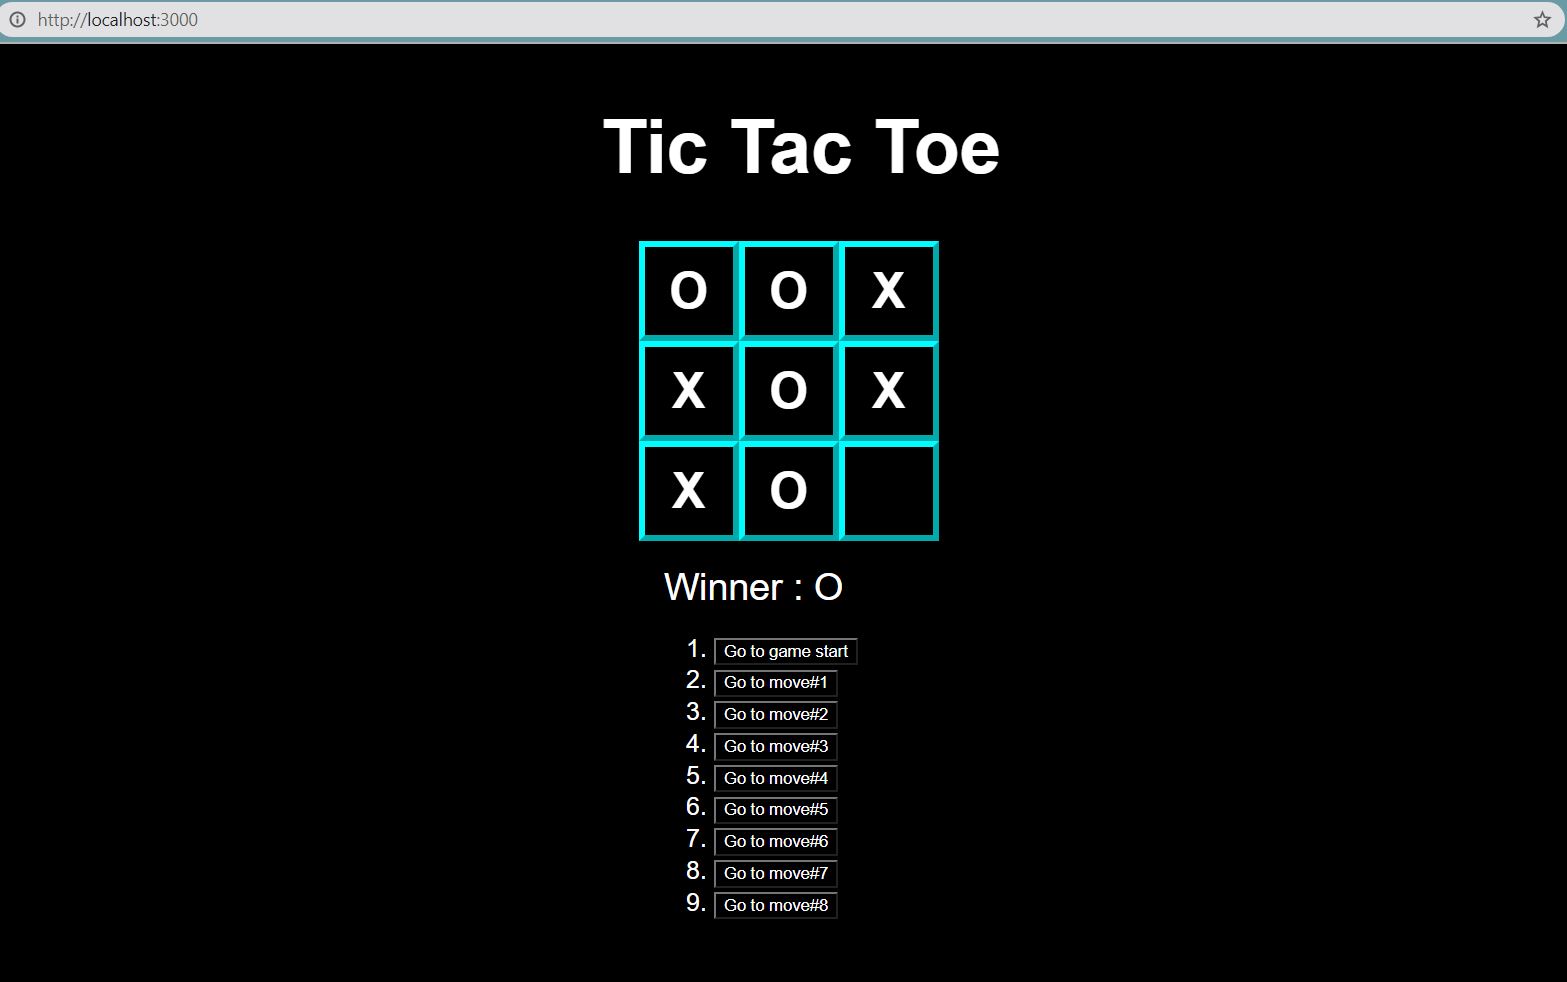 http://localhost:3000
Tic Tac Toe
O O X
X O X
X O
Winner : O
1. Go to game start
2. Go to move#1
3. Go to move#2
4. Go to move#3
5. Go to move#4
6. Go to move#5
7. Go to move#6
8. Go to move#7
9. Go to move#8